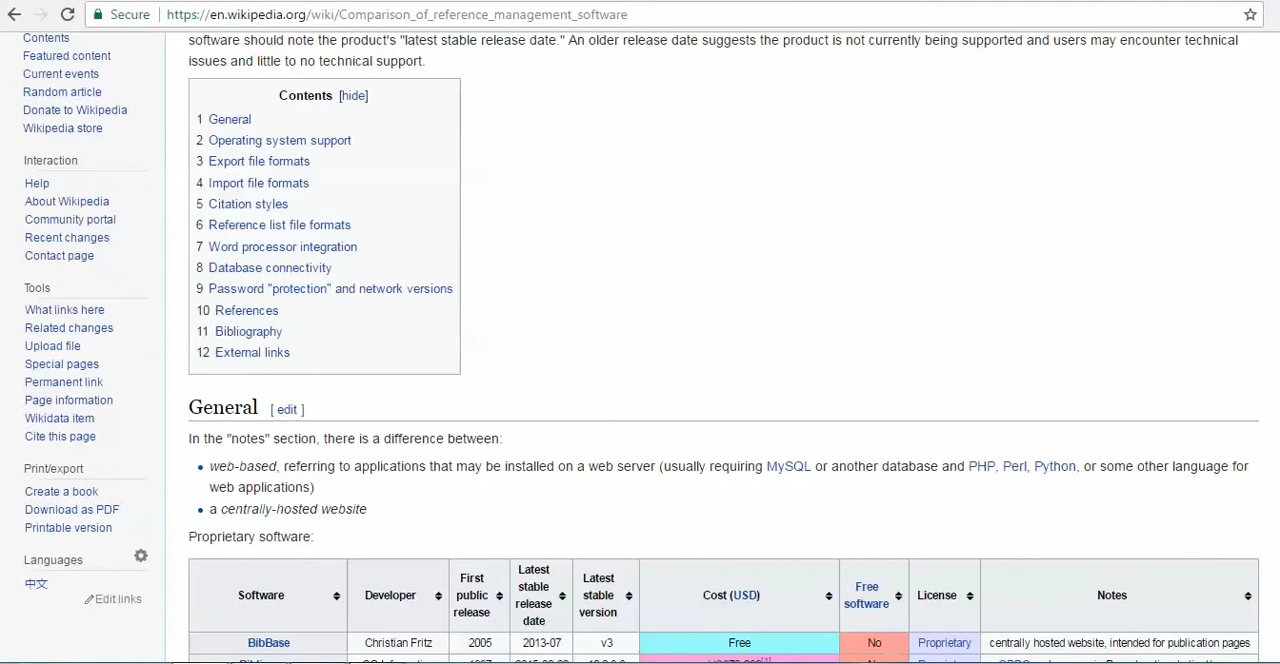 Secure https://en.wikipedia.org/wiki/Comparison_of_reference_management_software
Contents
Featured content
Current events
Random article
Donate to Wikipedia
Wikipedia store
Interaction
Help
About Wikipedia
Community portal
Recent changes
Contact page
Tools
What links here
Related changes
Upload file
Special pages
Permanent link
Page information
Wikidata item
Cite this page
Print/export
Create a book
Download as PDF
Printable version
Languages
中文
Edit links
software should note the product's "latest stable release date." An older release date suggests the product is not currently being supported and users may encounter technical
issues and little to no technical support.
Contents [hide]
1 General
2 Operating system support
3 Export file formats
4 Import file formats
5 Citation styles
6 Reference list file formats
7 Word processor integration
8 Database connectivity
9 Password "protection" and network versions
10 References
11 Bibliography
12 External links
General [ edit ]
In the "notes" section, there is a difference between:
• web-based, referring to applications that may be installed on a web server (usually requiring MySQL or another database and PHP, Perl, Python, or some other language for
web applications)
• a centrally-hosted website
Proprietary software:
Software
Developer
First
public
release
Latest
stable
release
date
Latest
stable
version
Cost (USD)
Free
software
License
Notes
BibBase Christian Fritz 2005 2013-07 v3 Free No Proprietary centrally hosted website, intended for publication pages